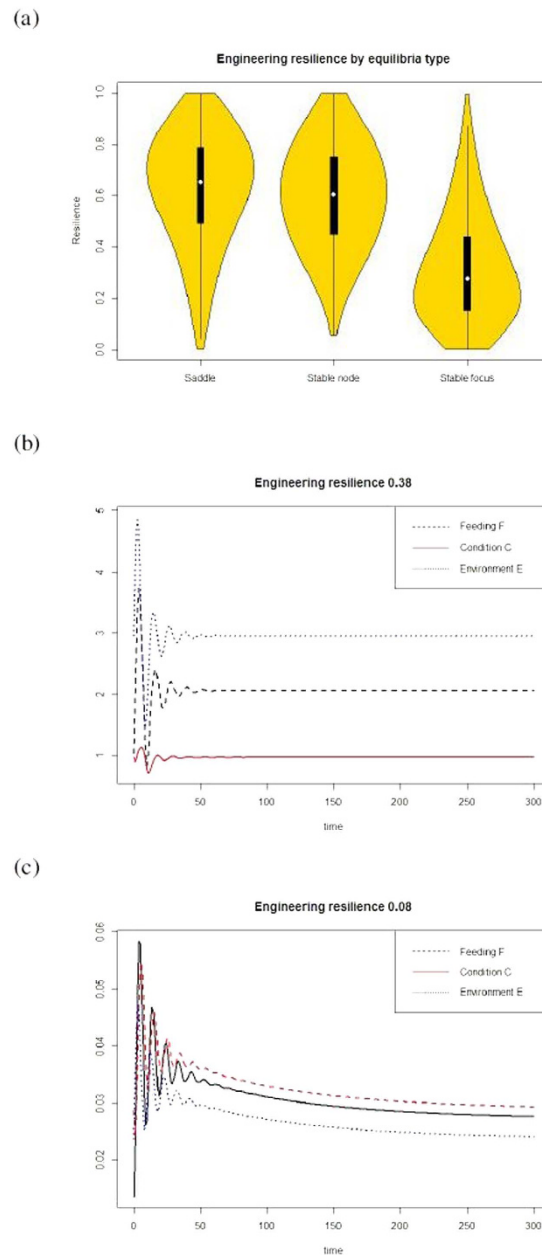 (a)
Engineering resilience by equilibria type
Resilience
1.0
0.8
0.6
0.4
0.2
0.0
Saddle
Stable node
Stable focus
(b)
Engineering resilience 0.38
5
4
3
2
1
Feeding F
Condition C
Environment E
0
50
100
150
200
250
300
time
(c)
Engineering resilience 0.08
0.06
0.05
0.04
0.03
0.02
Feeding F
Condition C
Environment E
0
50
100
150
200
250
300
time